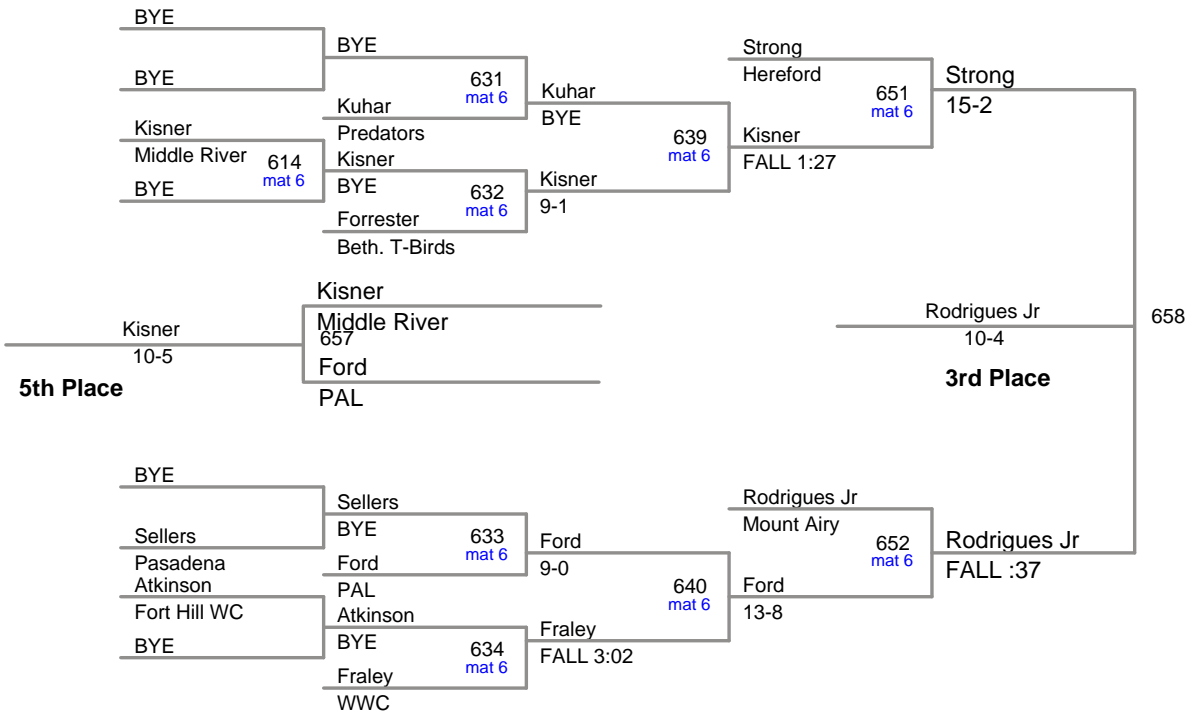 BYE
BYE
Strong
BYE
631
mat 6
Kuhar
Hereford
651
mat 6
Strong
15-2
Kuhar
Predators
BYE
Kisner
Middle River
614
mat 6
Kisner
639
mat 6
Kisner
FALL 1:27
BYE
BYE
632
mat 6
Kisner
9-1
Forrester
Beth. T-Birds
Kisner
Middle River
657
Ford
PAL
Kisner
10-5
5th Place
Rodrigues Jr
10-4
3rd Place
658
BYE
Sellers
BYE
633
mat 6
Rodrigues Jr
Mount Airy
652
mat 6
Rodrigues Jr
FALL :37
Sellers
Pasadena
Ford
PAL
Ford
9-0
Atkinson
Fort Hill WC
640
mat 6
Ford
13-8
Atkinson
BYE
BYE
634
mat 6
Fraley
FALL 3:02
Fraley
WWC